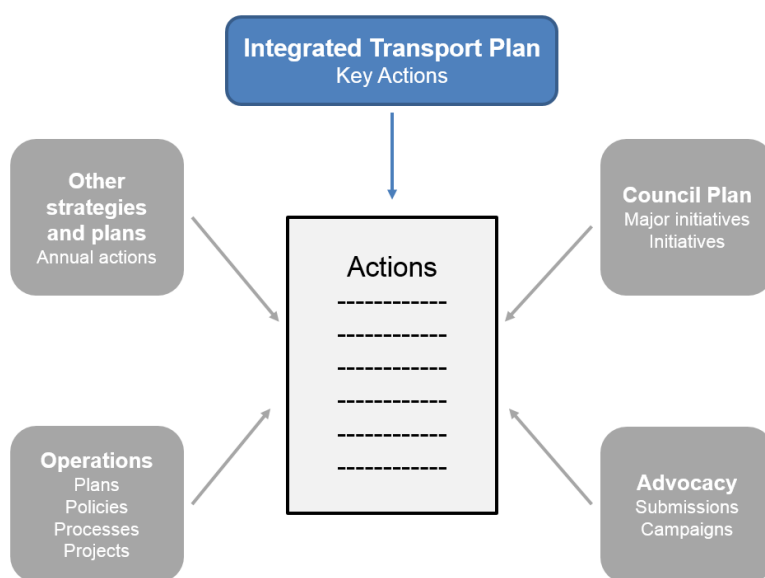 Integrated Transport Plan
Key Actions
Other
strategies
and plans
Annual actions
Council Plan
Major initiatives
Initiatives
Actions
------------
------------
------------
------------
------------
------------
Operations
Plans
Policies
Processes
Projects
Advocacy
Submissions
Campaigns